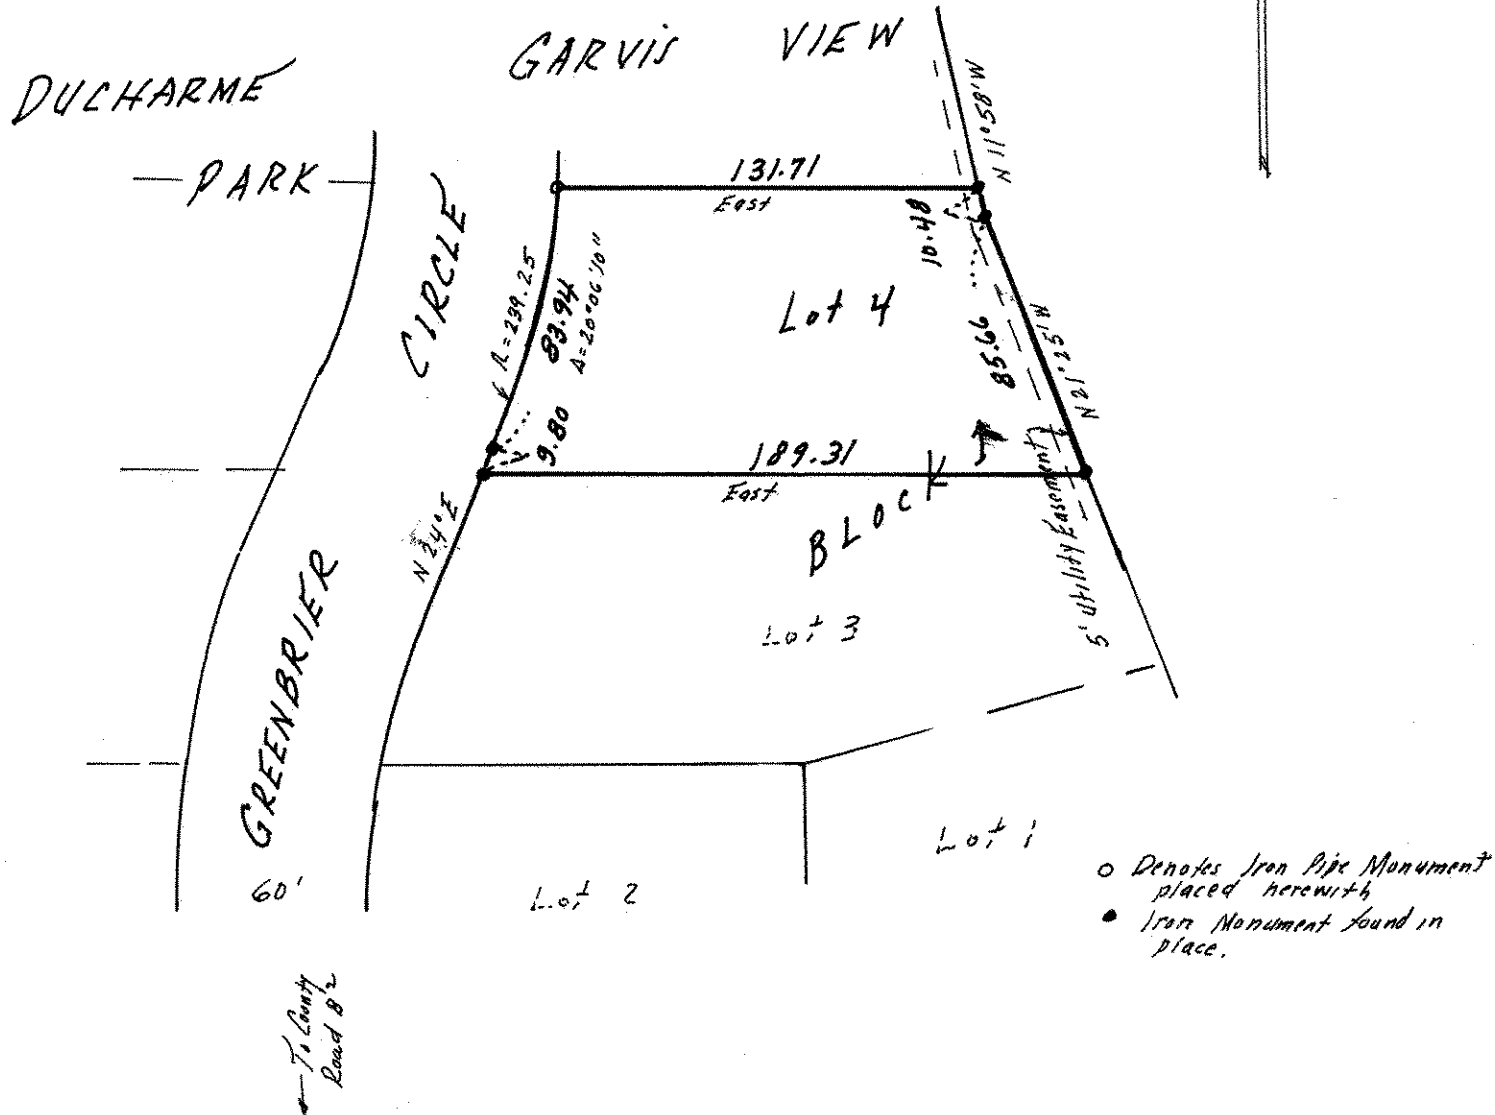 GARVIS VIEW
DUCHARME
PARK
CIRCLE
GREENBRIER
60'
N 11°58'W
131.71
East
10.48
R=239.25
83.94
Δ=20°06'10"
Lot 4
85.66
N 21°25'W
9.80
189.31
East
N 24°E
BLOCK
5' Utility Easement
Lot 3
Lot 1
Lot 2
o Denotes Iron Pipe Monument
placed herewith
• Iron Monument found in
place.
To County
Road B'2